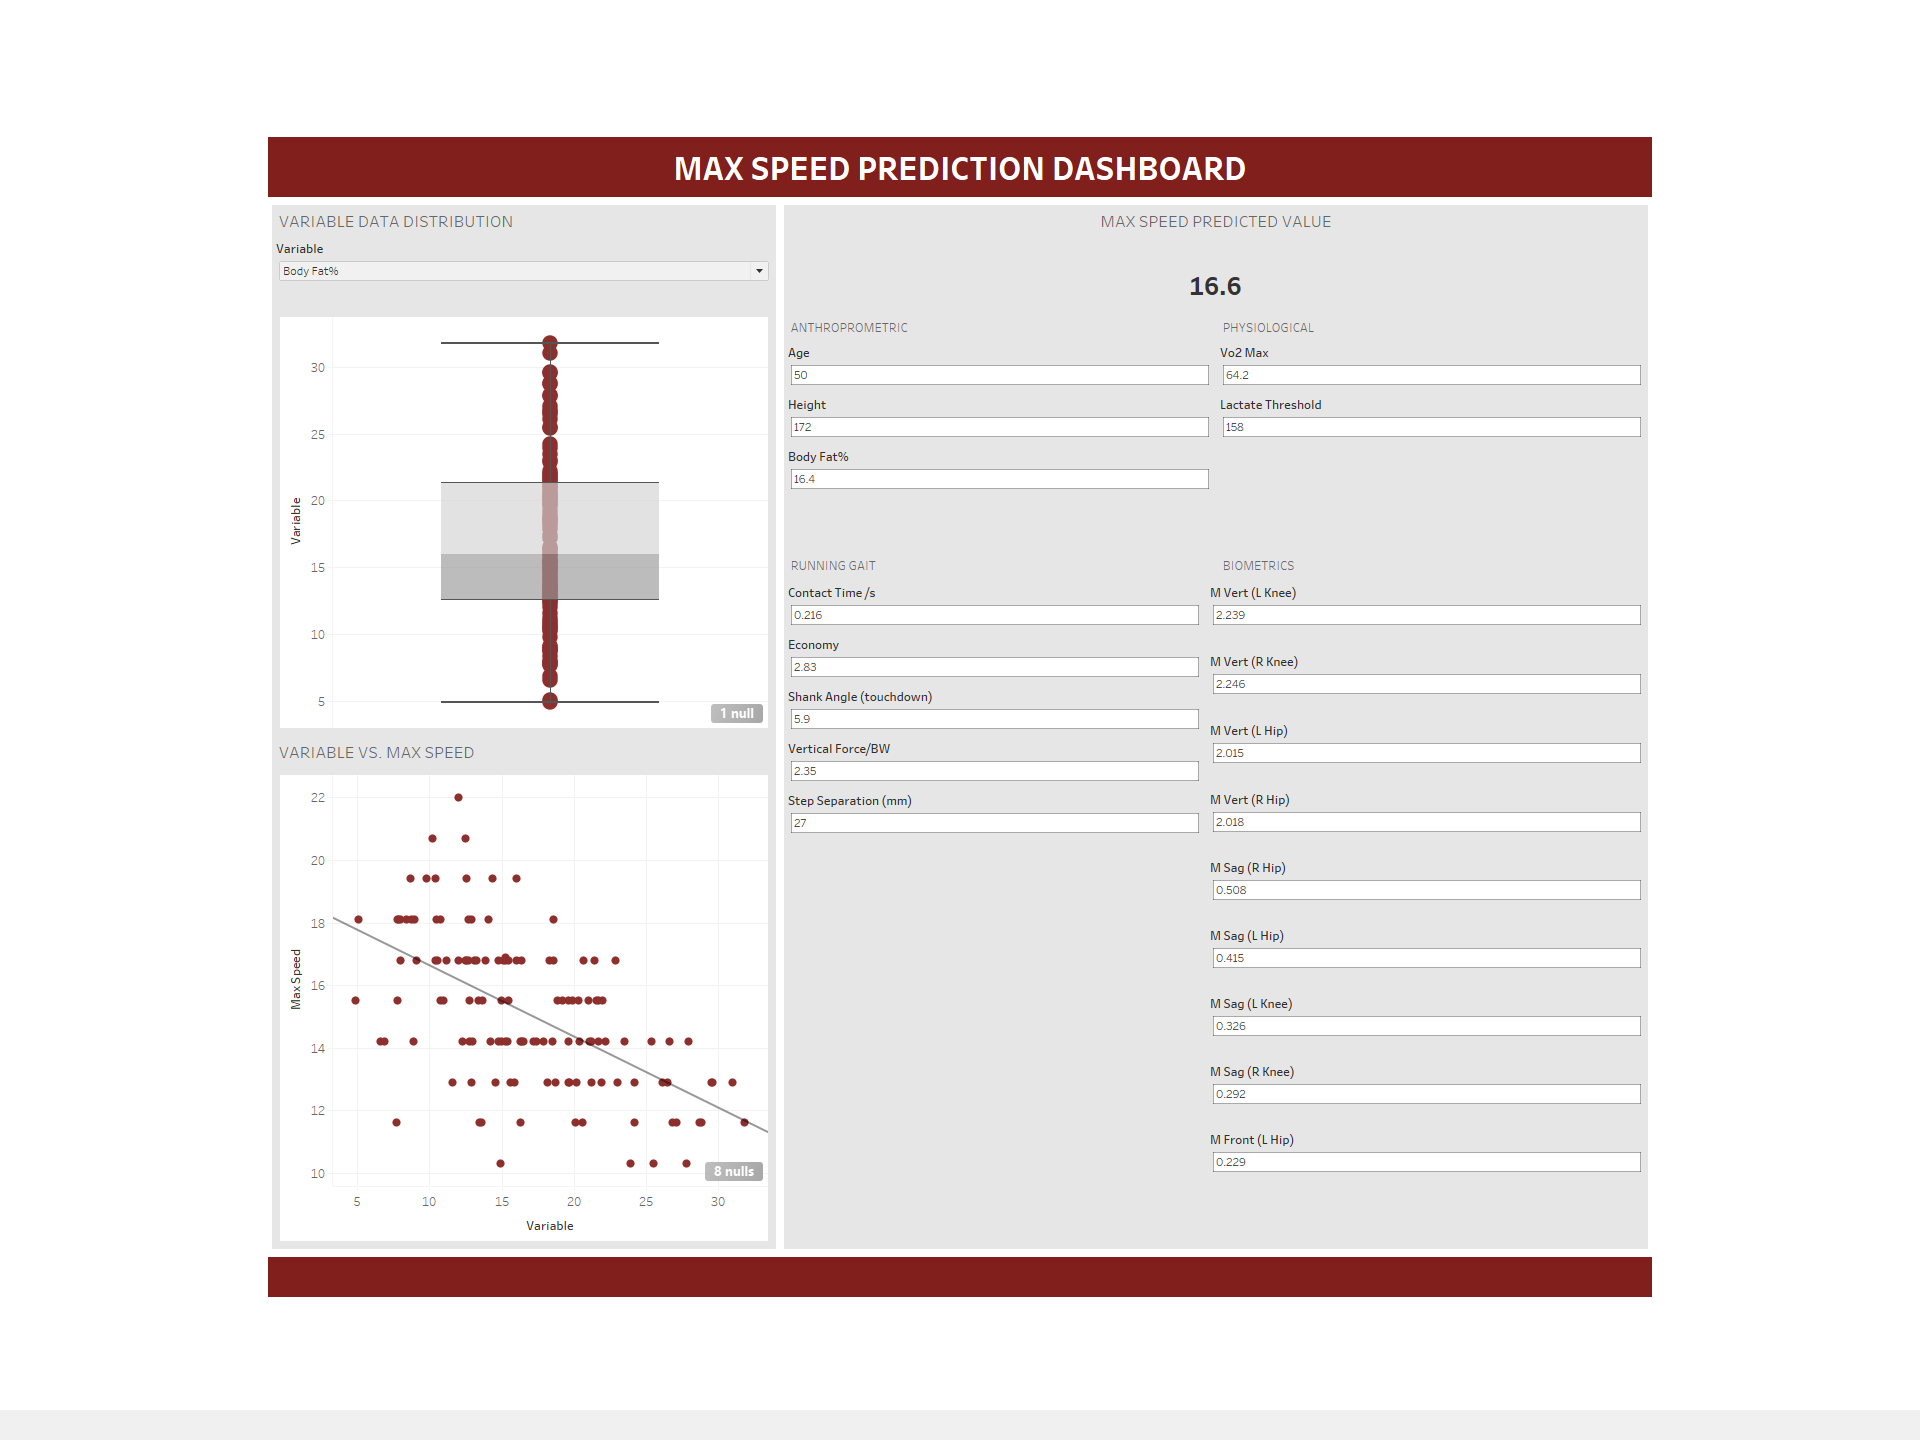 MAX SPEED PREDICTION DASHBOARD
VARIABLE DATA DISTRIBUTION
Variable
Body Fat%
30
25
20
15
10
5
Variable
1 null
VARIABLE VS. MAX SPEED
22
20
18
16
14
12
10
Max Speed
8 nulls
5 10 15 20 25 30
Variable
MAX SPEED PREDICTED VALUE
16.6
ANTHROPROMETRIC
Age
50
Height
172
Body Fat%
16.4
PHYSIOLOGICAL
Vo2 Max
64.2
Lactate Threshold
158
RUNNING GAIT
Contact Time /s
0.216
Economy
2.83
Shank Angle (touchdown)
5.9
Vertical Force/BW
2.35
Step Separation (mm)
27
BIOMETRICS
M Vert (L Knee)
2.239
M Vert (R Knee)
2.246
M Vert (L Hip)
2.015
M Vert (R Hip)
2.018
M Sag (R Hip)
0.508
M Sag (L Hip)
0.415
M Sag (L Knee)
0.326
M Sag (R Knee)
0.292
M Front (L Hip)
0.229